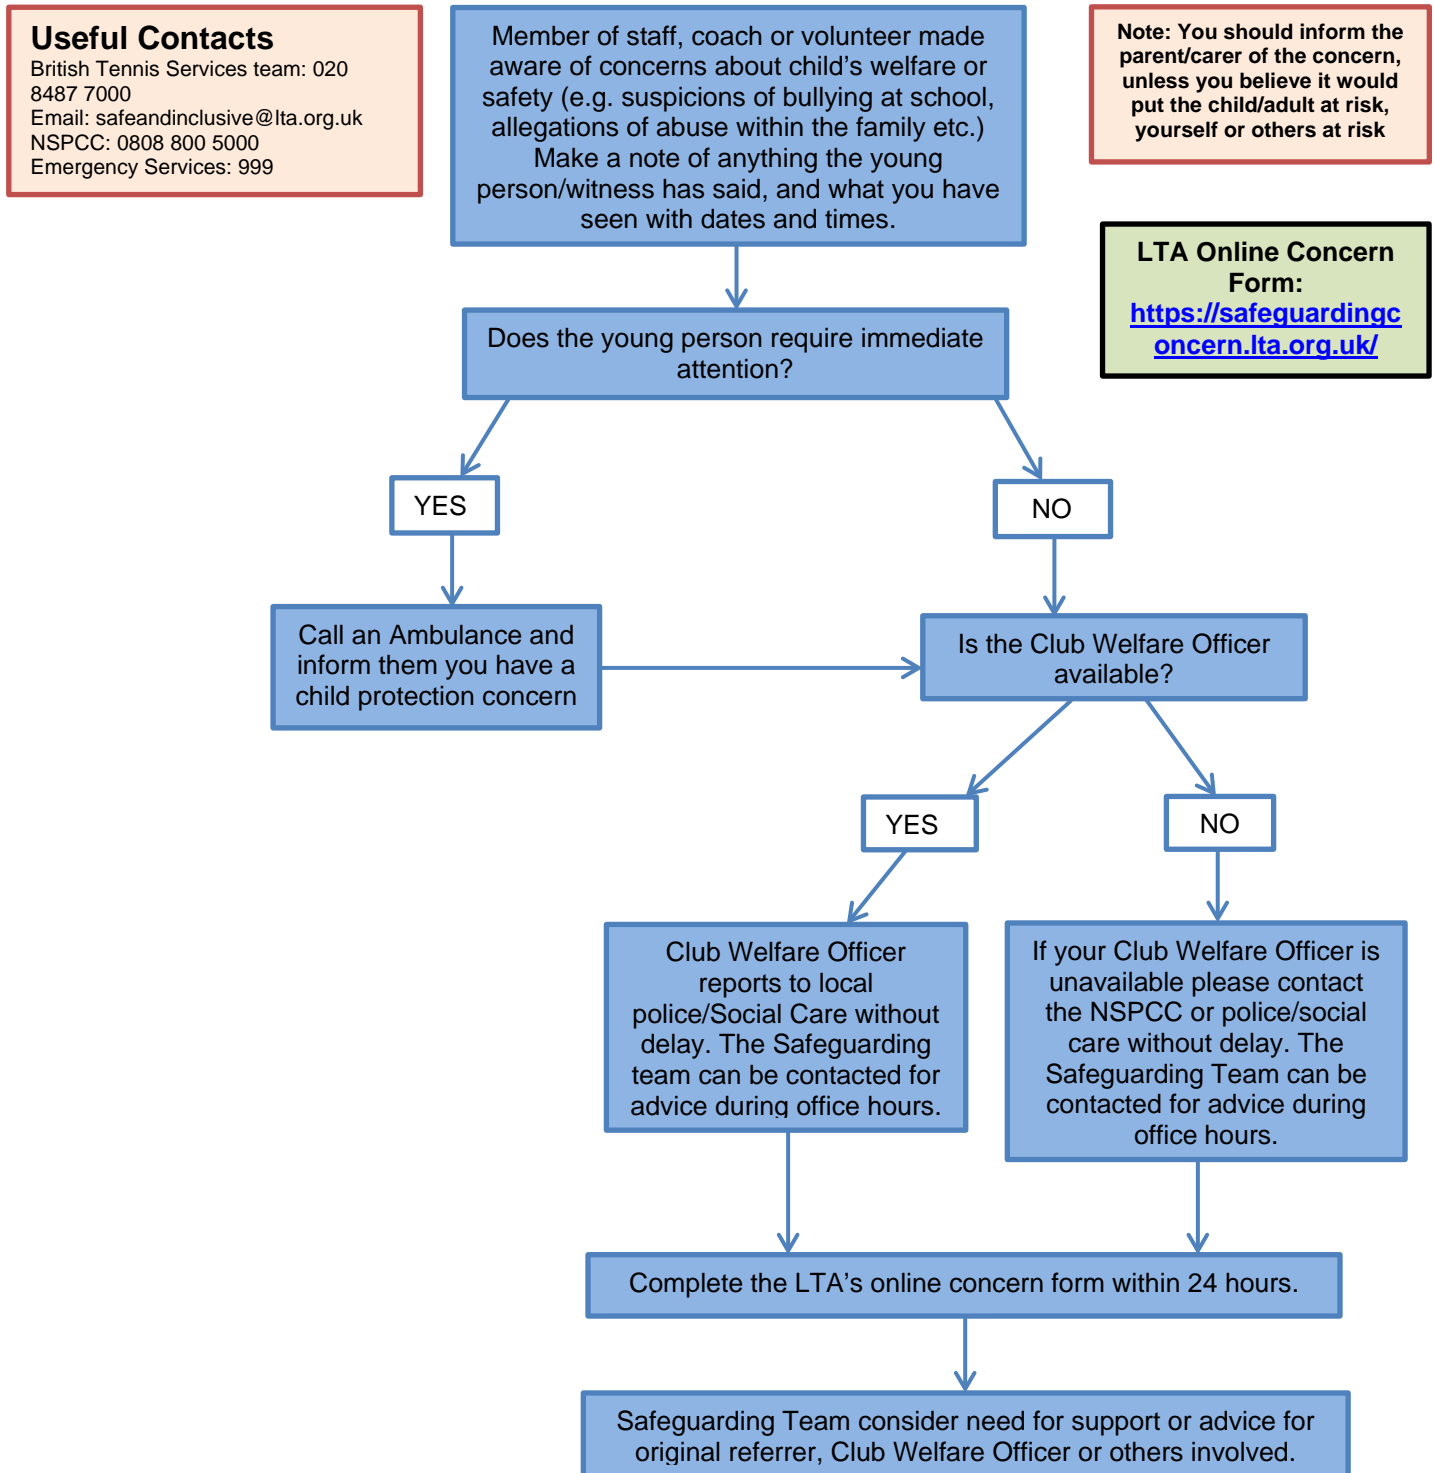 Useful Contacts
British Tennis Services team: 020
8487 7000
Email: safeandinclusive@lta.org.uk
NSPCC: 0808 800 5000
Emergency Services: 999
Member of staff, coach or volunteer made
aware of concerns about child’s welfare or
safety (e.g. suspicions of bullying at school,
allegations of abuse within the family etc.)
Make a note of anything the young
person/witness has said, and what you have
seen with dates and times.
Note: You should inform the
parent/carer of the concern,
unless you believe it would
put the child/adult at risk,
yourself or others at risk
LTA Online Concern
Form:
https://safeguardingc
oncern.lta.org.uk/
Does the young person require immediate
attention?
YES
NO
Call an Ambulance and
inform them you have a
child protection concern
Is the Club Welfare Officer
available?
YES
NO
Club Welfare Officer
reports to local
police/Social Care without
delay. The Safeguarding
team can be contacted for
advice during office hours.
If your Club Welfare Officer is
unavailable please contact
the NSPCC or police/social
care without delay. The
Safeguarding Team can be
contacted for advice during
office hours.
Complete the LTA’s online concern form within 24 hours.
Safeguarding Team consider need for support or advice for
original referrer, Club Welfare Officer or others involved.